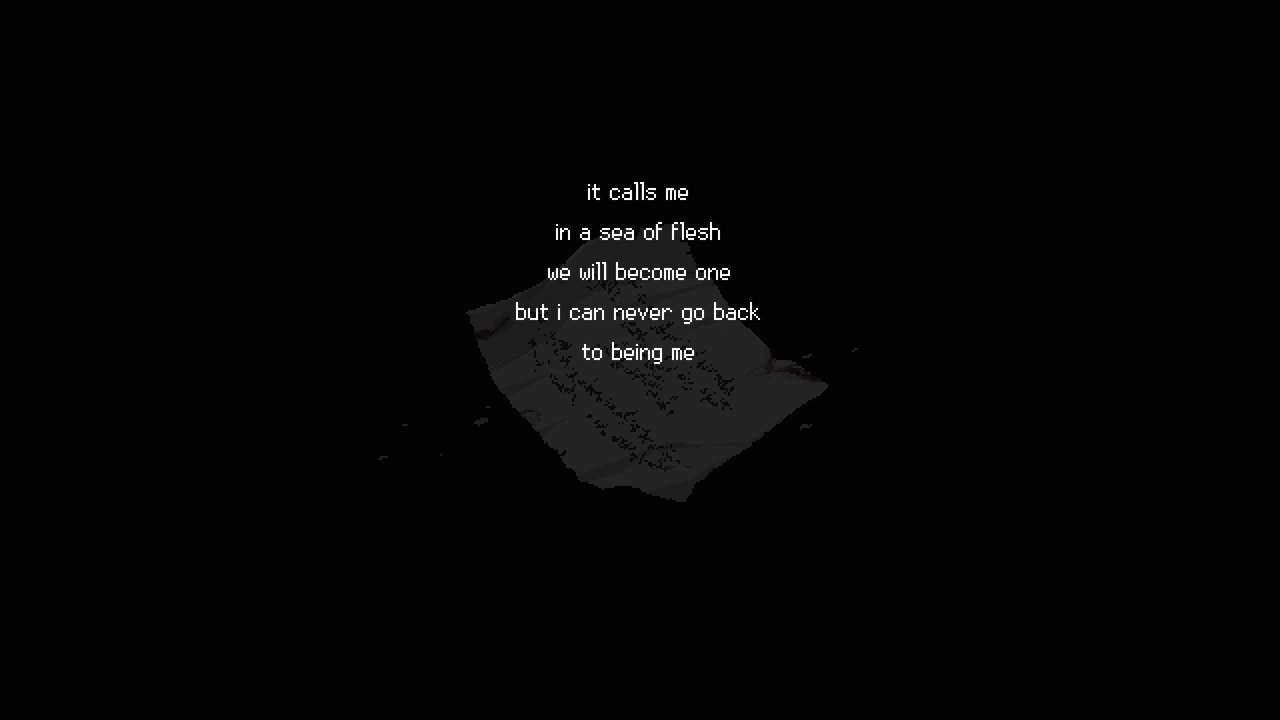 it calls me
in a sea of flesh
we will become one
but i can never go back
to being me